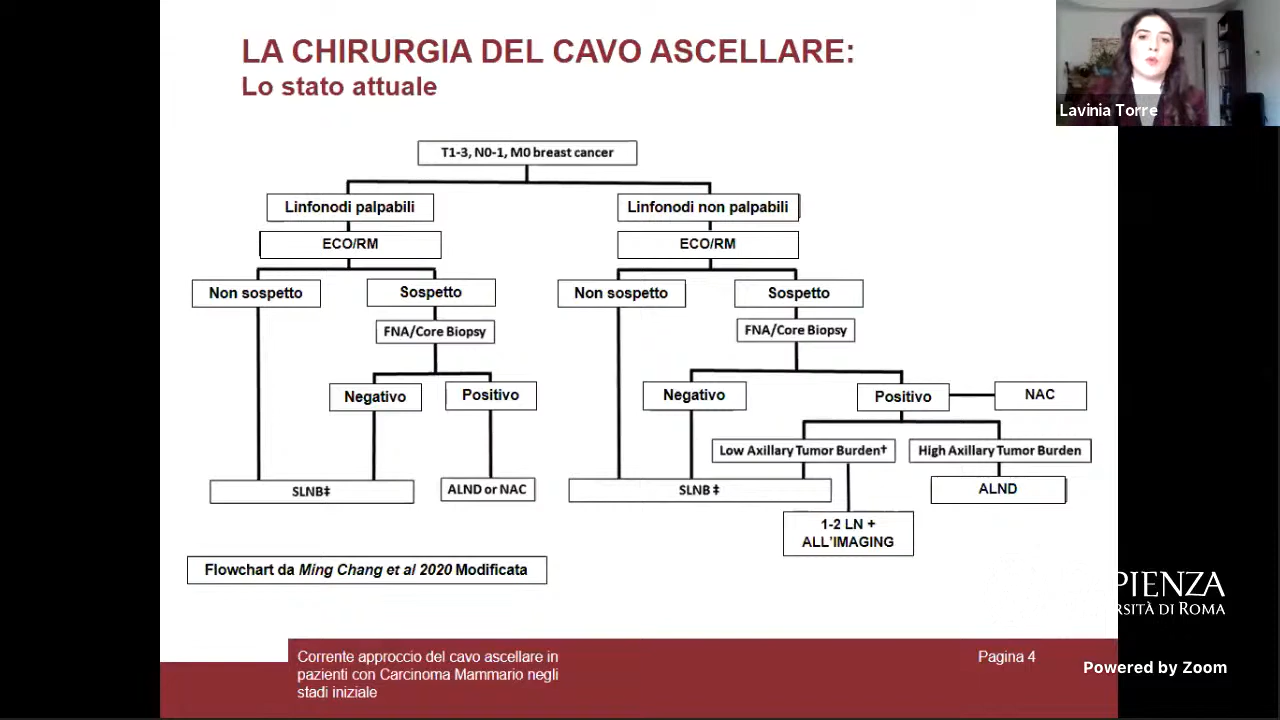 LA CHIRURGIA DEL CAVO ASCELLARE:
Lo stato attuale
Lavinia Torre
T1-3, N0-1, M0 breast cancer
Linfonodi palpabili
Linfonodi non palpabili
ECO/RM
ECO/RM
Non sospetto
Sospetto
Non sospetto
Sospetto
FNA/Core Biopsy
FNA/Core Biopsy
Negativo
Positivo
Negativo
Positivo
NAC
Low Axillary Tumor Burden†
High Axillary Tumor Burden
SLNB‡
ALND or NAC
SLNB ‡
ALND
1-2 LN +
ALL'IMAGING
Flowchart da Ming Chang et al 2020 Modificata
PIENZA
RSITÀ DI ROMA
Corrente approccio del cavo ascellare in
pazienti con Carcinoma Mammario negli
stadi iniziale
Pagina 4
Powered by Zoom